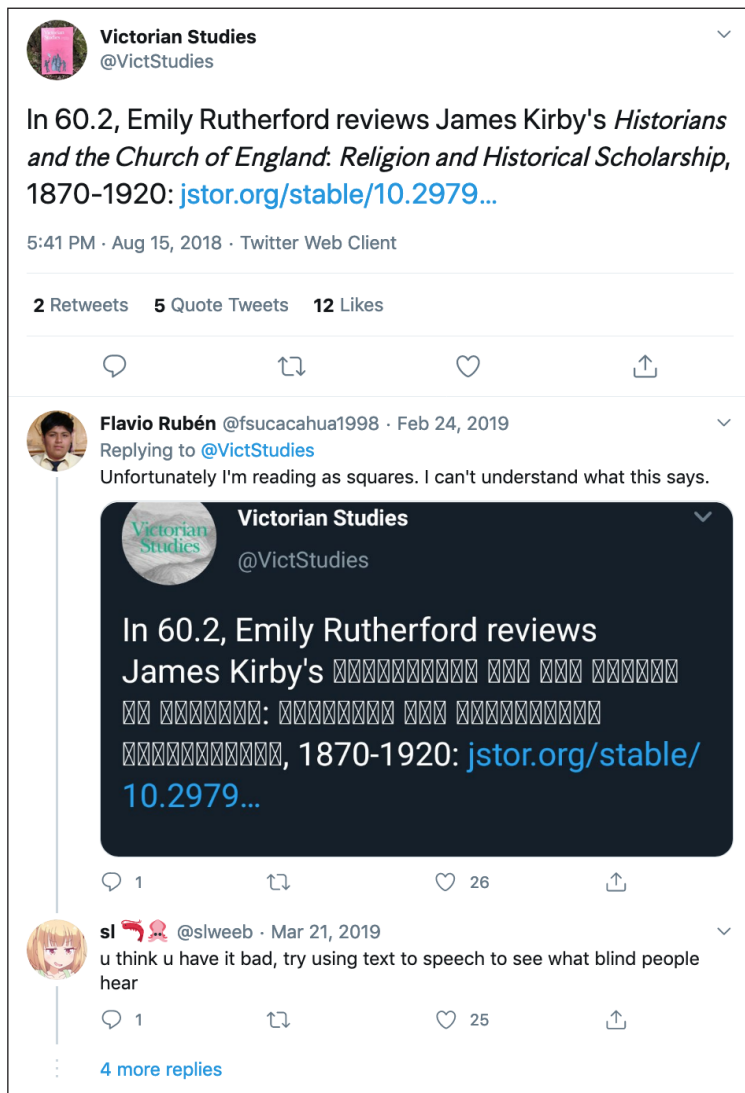 Victorian Studies
@VictStudies
In 60.2, Emily Rutherford reviews James Kirby's Historians
and the Church of England: Religion and Historical Scholarship,
1870-1920: jstor.org/stable/10.2979...
5:41 PM · Aug 15, 2018 · Twitter Web Client
2 Retweets 5 Quote Tweets 12 Likes
Flavio Rubén @fsucacahua1998 · Feb 24, 2019
Replying to @VictStudies
Unfortunately I'm reading as squares. I can't understand what this says.
Victorian
Studies
Victorian Studies
@VictStudies
In 60.2, Emily Rutherford reviews
James Kirby's
, 1870-1920: jstor.org/stable/
10.2979...
1 26
sl @slweeb · Mar 21, 2019
u think u have it bad, try using text to speech to see what blind people
hear
1 25
4 more replies